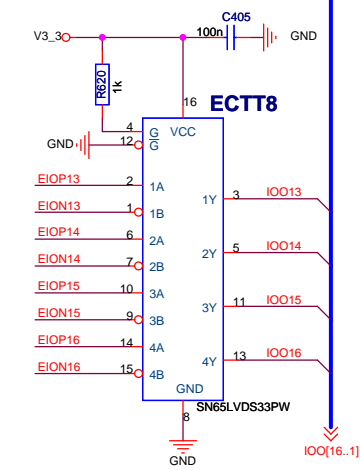 C405
V3_3 100n GND
R620
1k
16 ECTT8
4 G VCC
GND 12 G
EIOP13 2 1A 1Y 3 IOO13
EION13 1 1B
EIOP14 6 2A 2Y 5 IOO14
EION14 7 2B
EIOP15 10 3A 3Y 11 IOO15
EION15 9 3B
EIOP16 14 4A 4Y 13 IOO16
EION16 15 4B
GND
SN65LVDS33PW
8
IOO[16..1]
GND